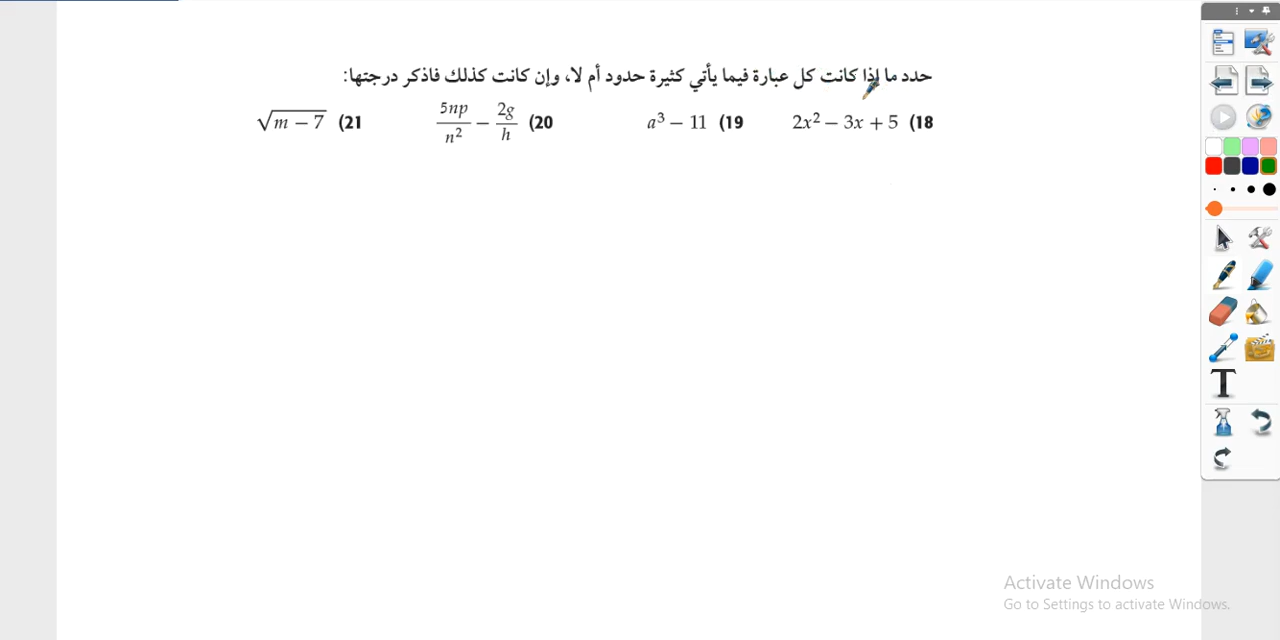 حدد ما إذا كانت كل عبارة فيما يأتي كثيرة حدود أم لا، وإن كانت كذلك فاذكر درجتها:
(18 2x² − 3x + 5 (19 a³ − 11 (20 5np/n² − 2g/h (21 √(m − 7)
T
Activate Windows
Go to Settings to activate Windows.